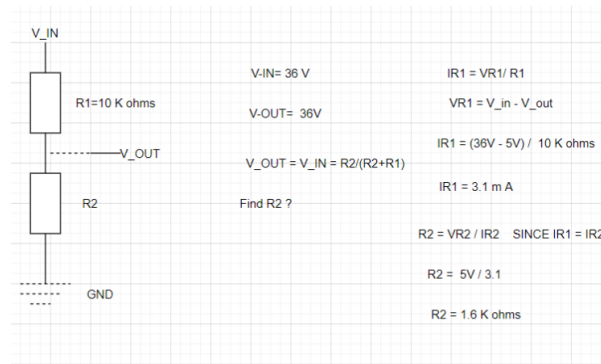 V_IN
R1=10 K ohms
V_OUT
R2
GND
V-IN= 36 V
V-OUT=  36V
V_OUT = V_IN = R2/(R2+R1)
Find R2 ?
IR1 = VR1/ R1
VR1 = V_in - V_out
IR1 = (36V - 5V) /  10 K ohms
IR1 = 3.1 m A
R2 = VR2 / IR2   SINCE IR1 = IR2
R2 =  5V / 3.1
R2 = 1.6 K ohms